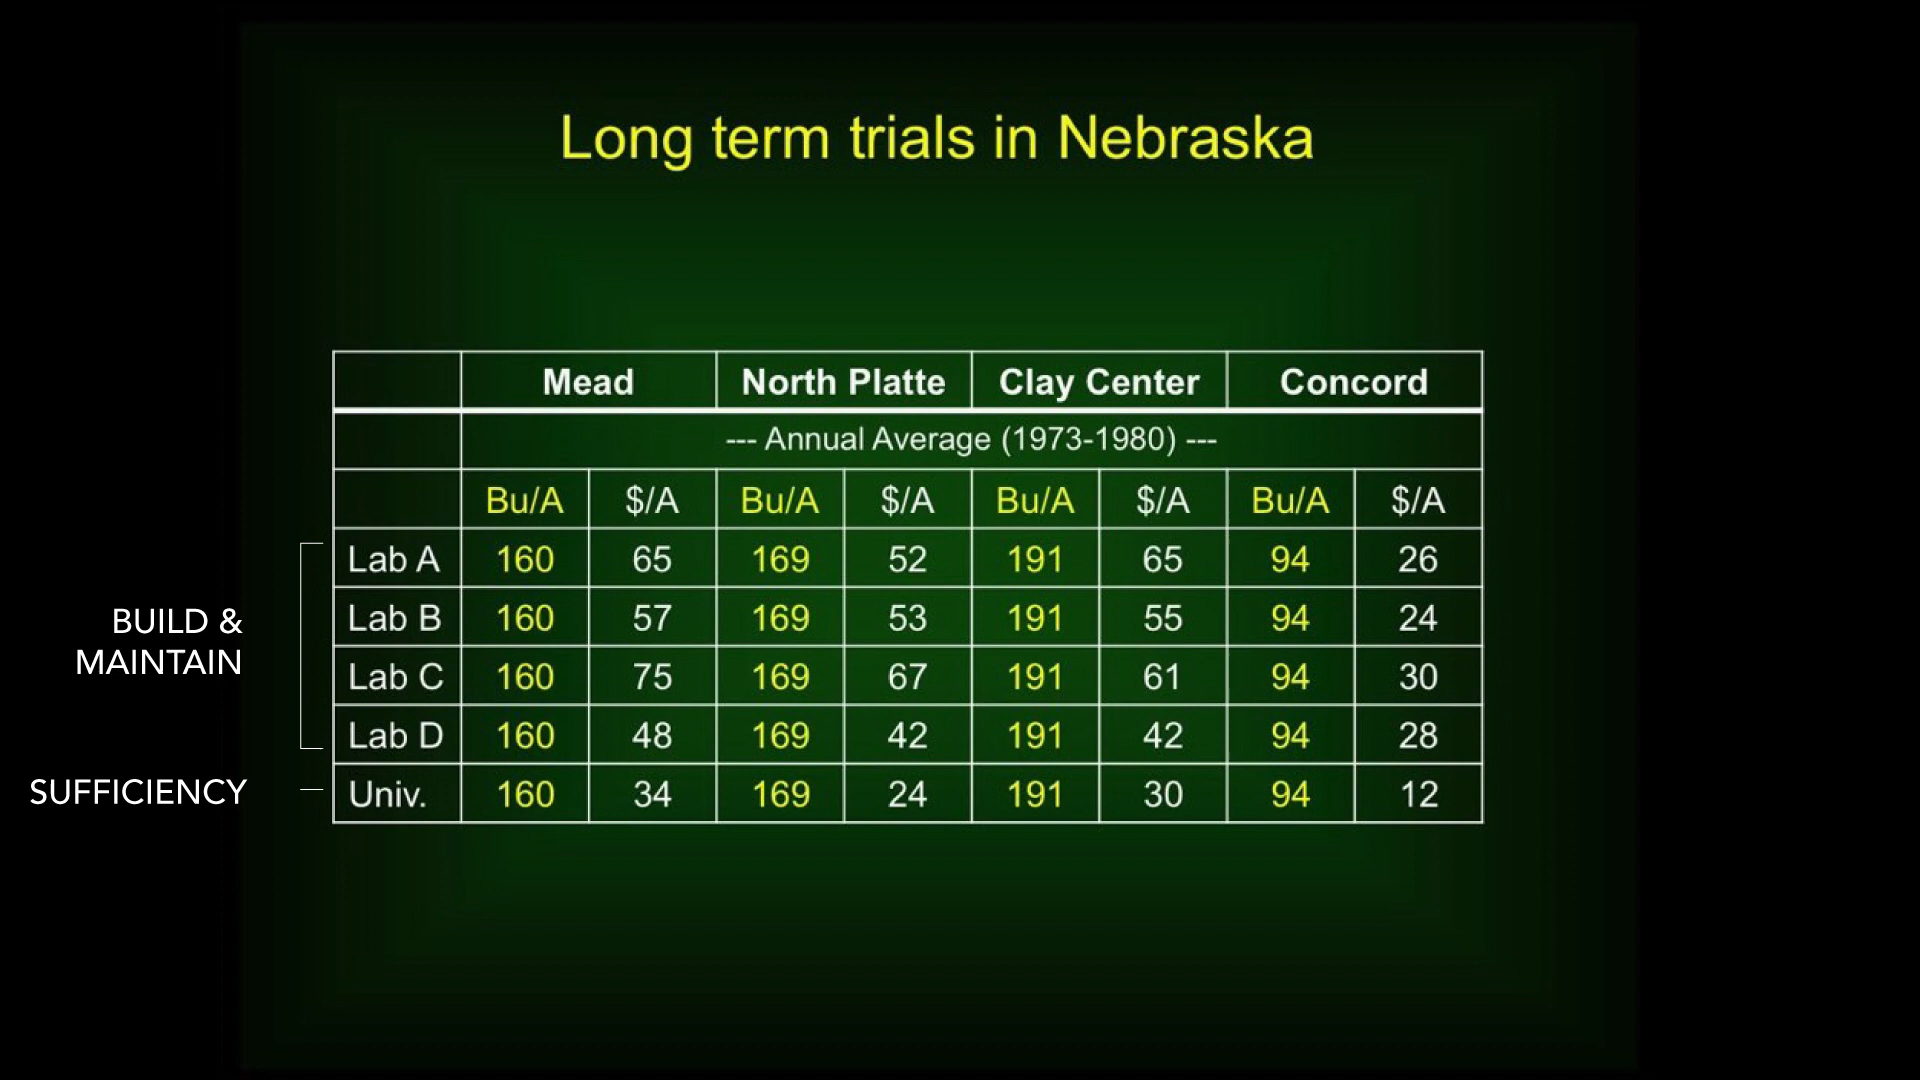 Long term trials in Nebraska
Mead North Platte Clay Center Concord
--- Annual Average (1973-1980) ---
Bu/A $/A Bu/A $/A Bu/A $/A Bu/A $/A
Lab A 160 65 169 52 191 65 94 26
Lab B 160 57 169 53 191 55 94 24
Lab C 160 75 169 67 191 61 94 30
Lab D 160 48 169 42 191 42 94 28
Univ. 160 34 169 24 191 30 94 12
BUILD &
MAINTAIN
SUFFICIENCY